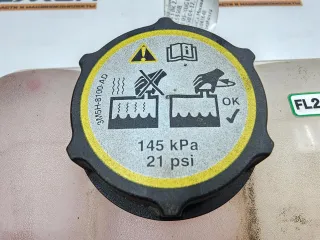 3M5H-8100-AD
OK
145 kPa
21 psi
FL2